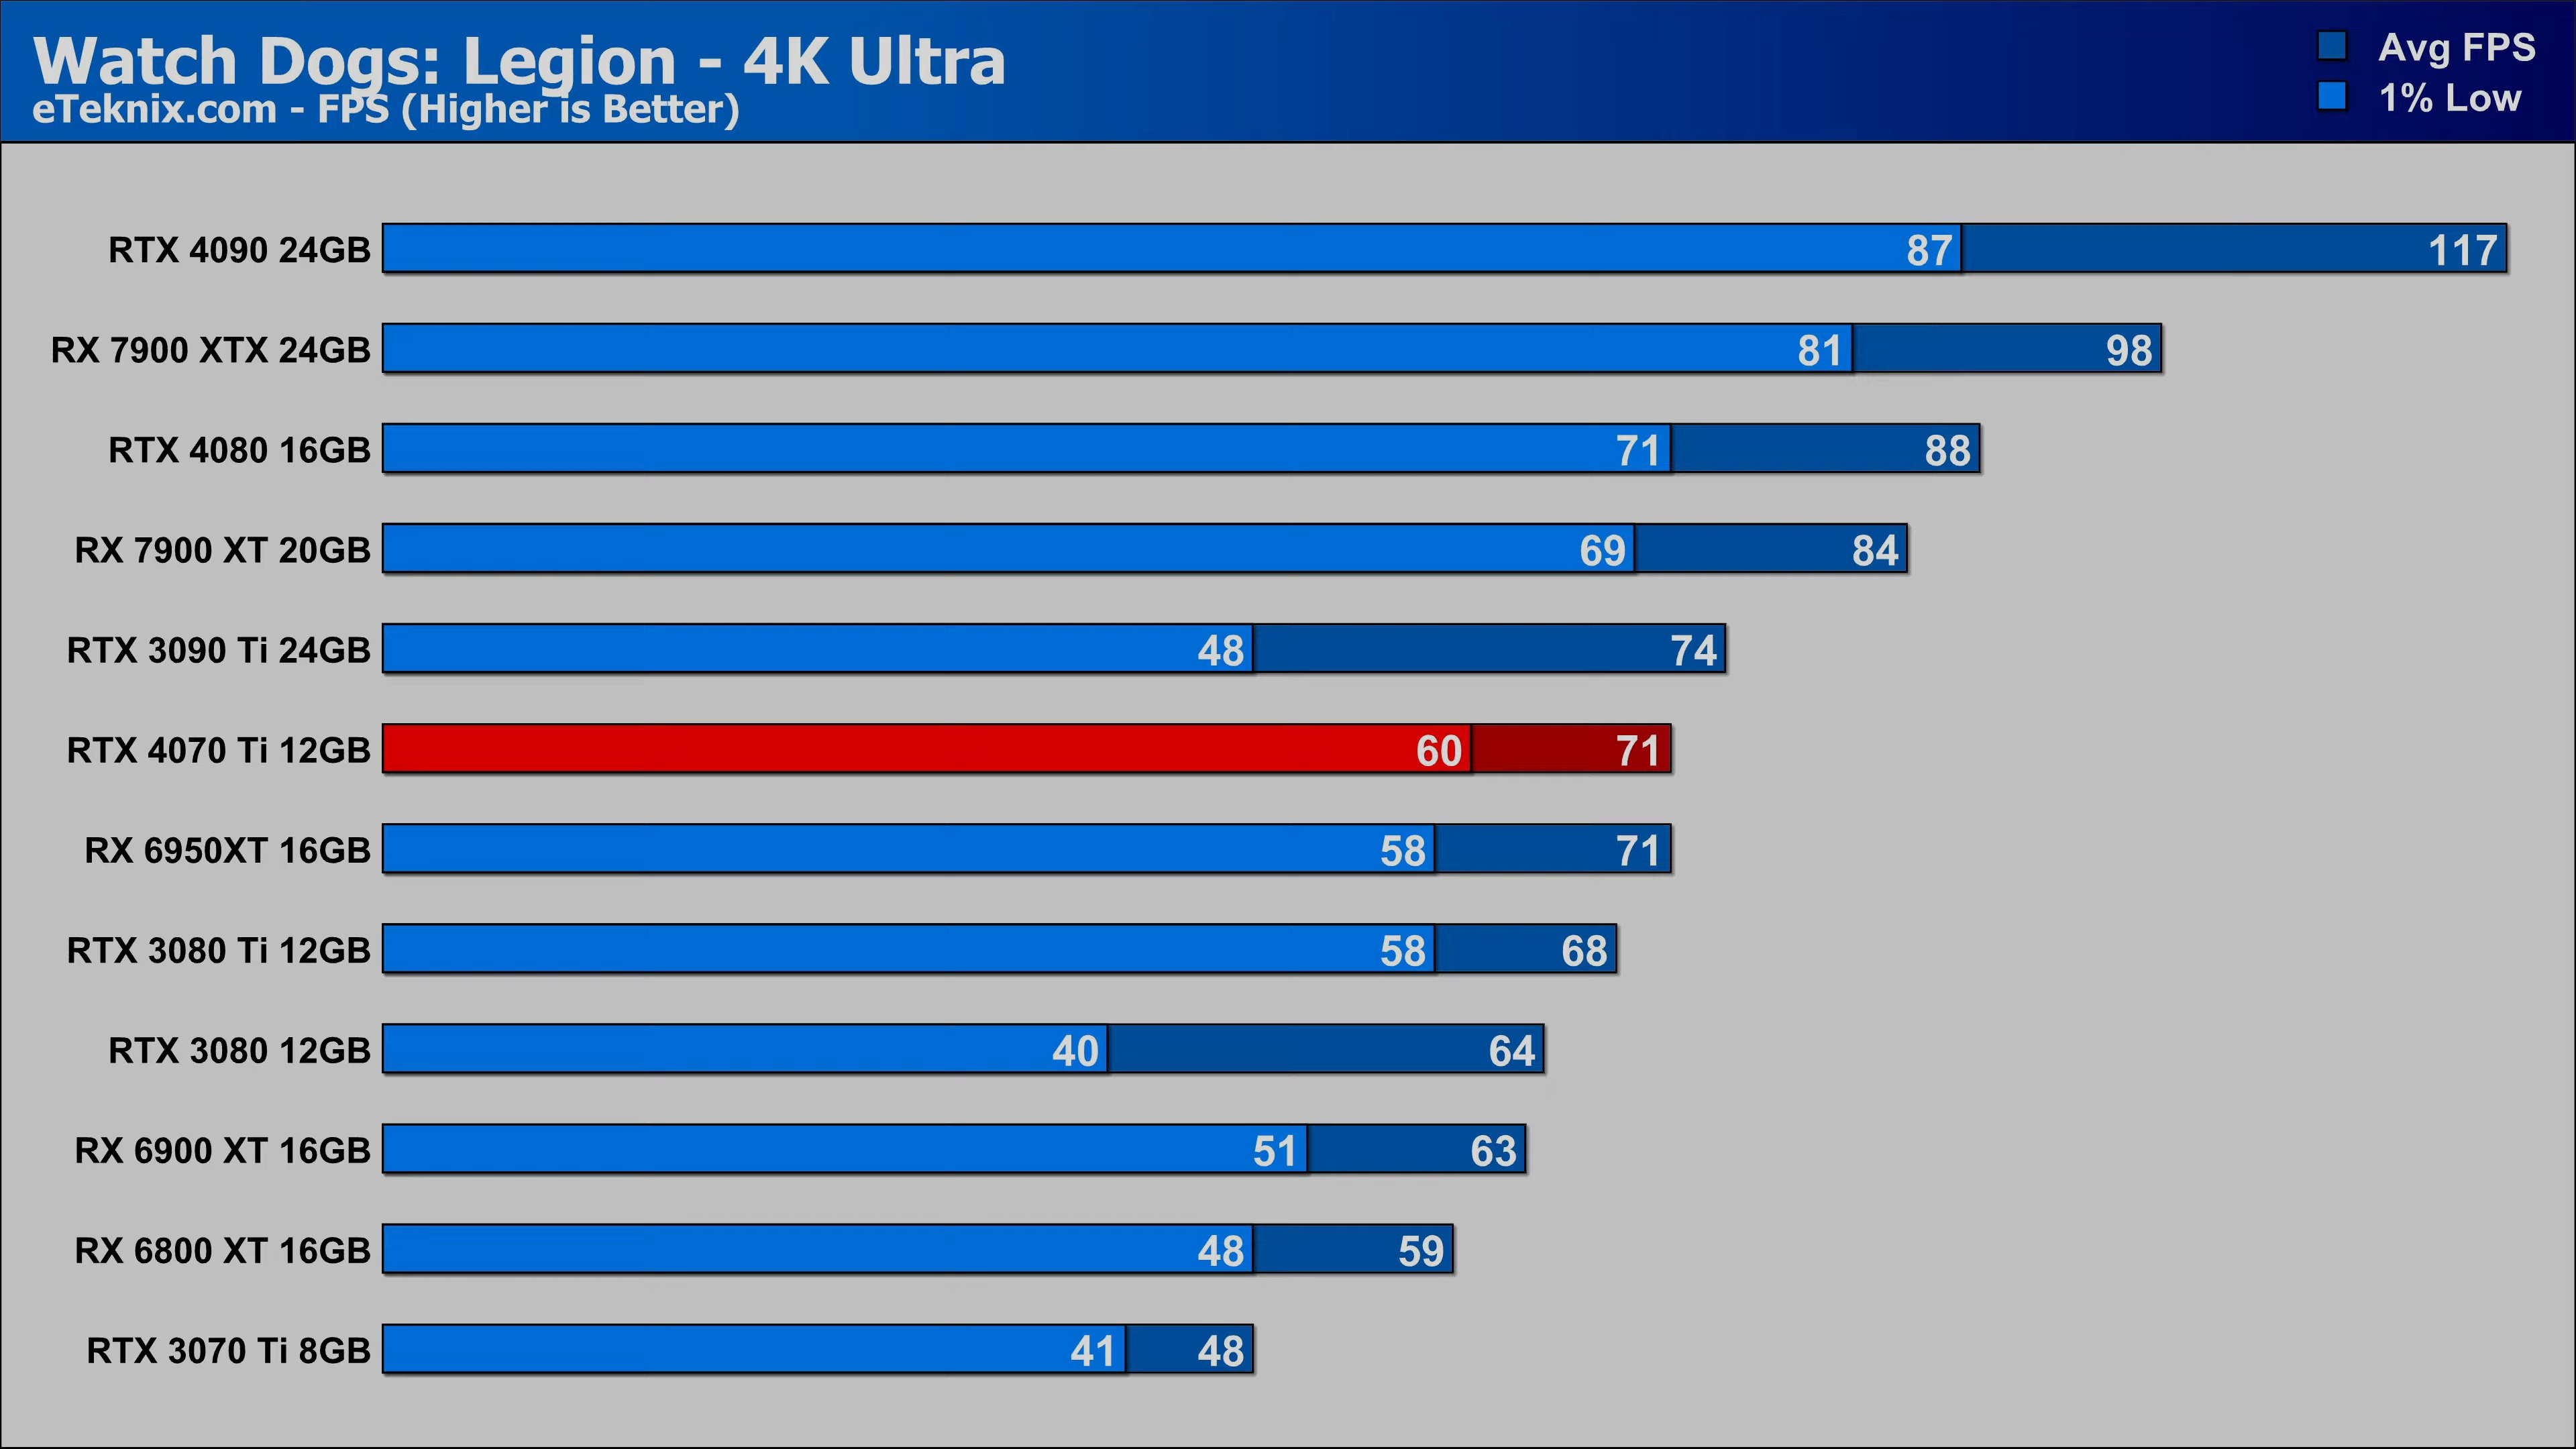 Watch Dogs: Legion - 4K Ultra
eTeknix.com - FPS (Higher is Better)
Avg FPS
1% Low
RTX 4090 24GB 87 117
RX 7900 XTX 24GB 81 98
RTX 4080 16GB 71 88
RX 7900 XT 20GB 69 84
RTX 3090 Ti 24GB 48 74
RTX 4070 Ti 12GB 60 71
RX 6950XT 16GB 58 71
RTX 3080 Ti 12GB 58 68
RTX 3080 12GB 40 64
RX 6900 XT 16GB 51 63
RX 6800 XT 16GB 48 59
RTX 3070 Ti 8GB 41 48